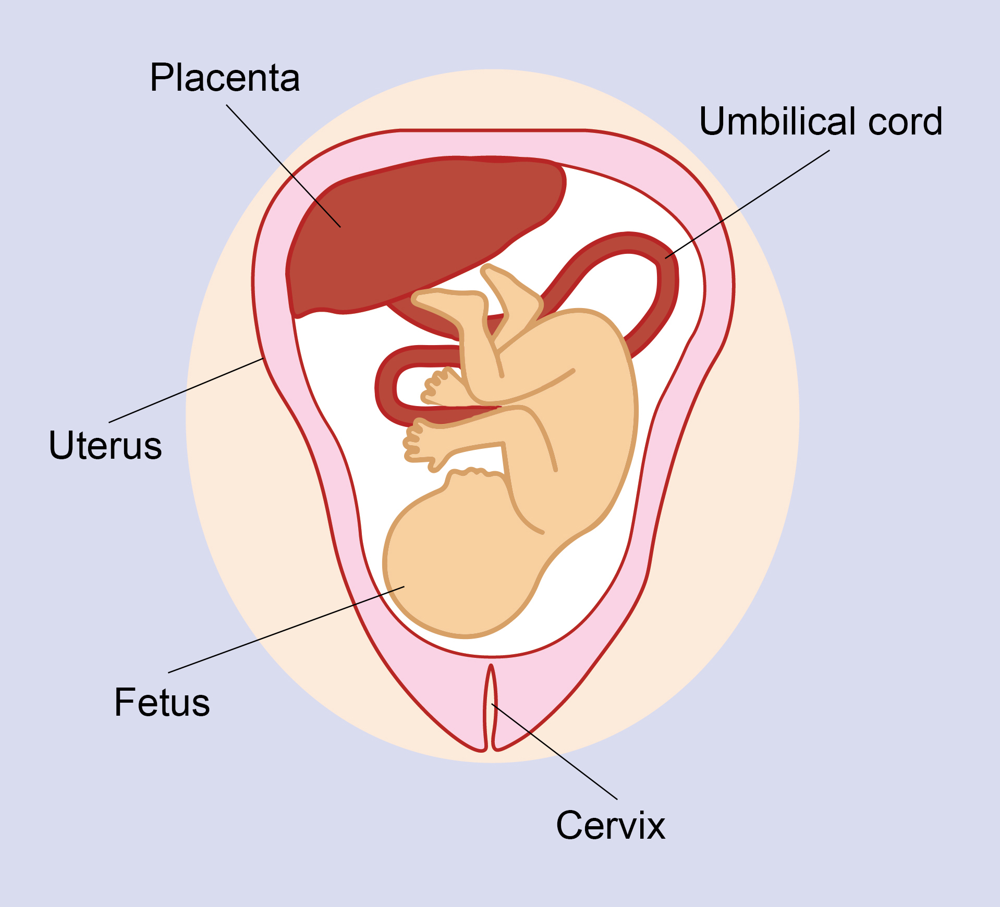 Placenta
Umbilical cord
Uterus
Fetus
Cervix